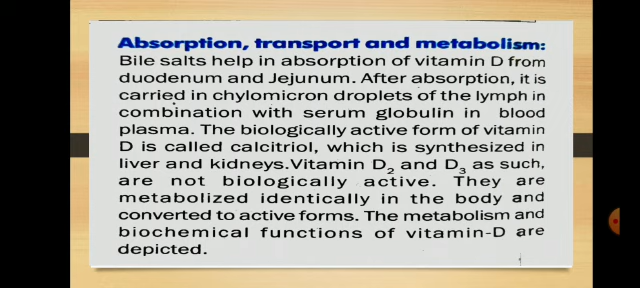 Absorption, transport and metabolism:
Bile salts help in absorption of vitamin D from
duodenum and Jejunum. After absorption, it is
carried in chylomicron droplets of the lymph in
combination with serum globulin in blood
plasma. The biologically active form of vitamin
D is called calcitriol, which is synthesized in
liver and kidneys.Vitamin D₂ and D₃ as such,
are not biologically active. They are
metabolized identically in the body and
converted to active forms. The metabolism and
biochemical functions of vitamin-D are
depicted.